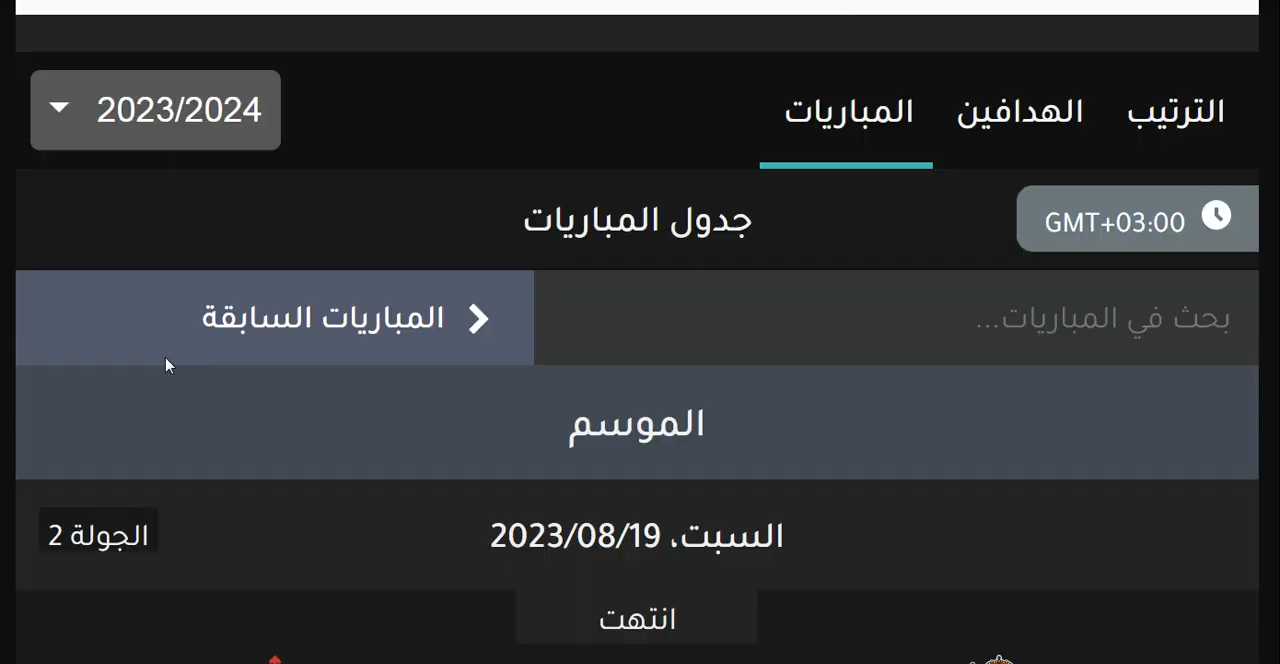 الترتيب الهدافين المباريات 2023/2024
GMT+03:00 جدول المباريات
بحث في المباريات... المباريات السابقة
الموسم
السبت، 2023/08/19 الجولة 2
انتهت